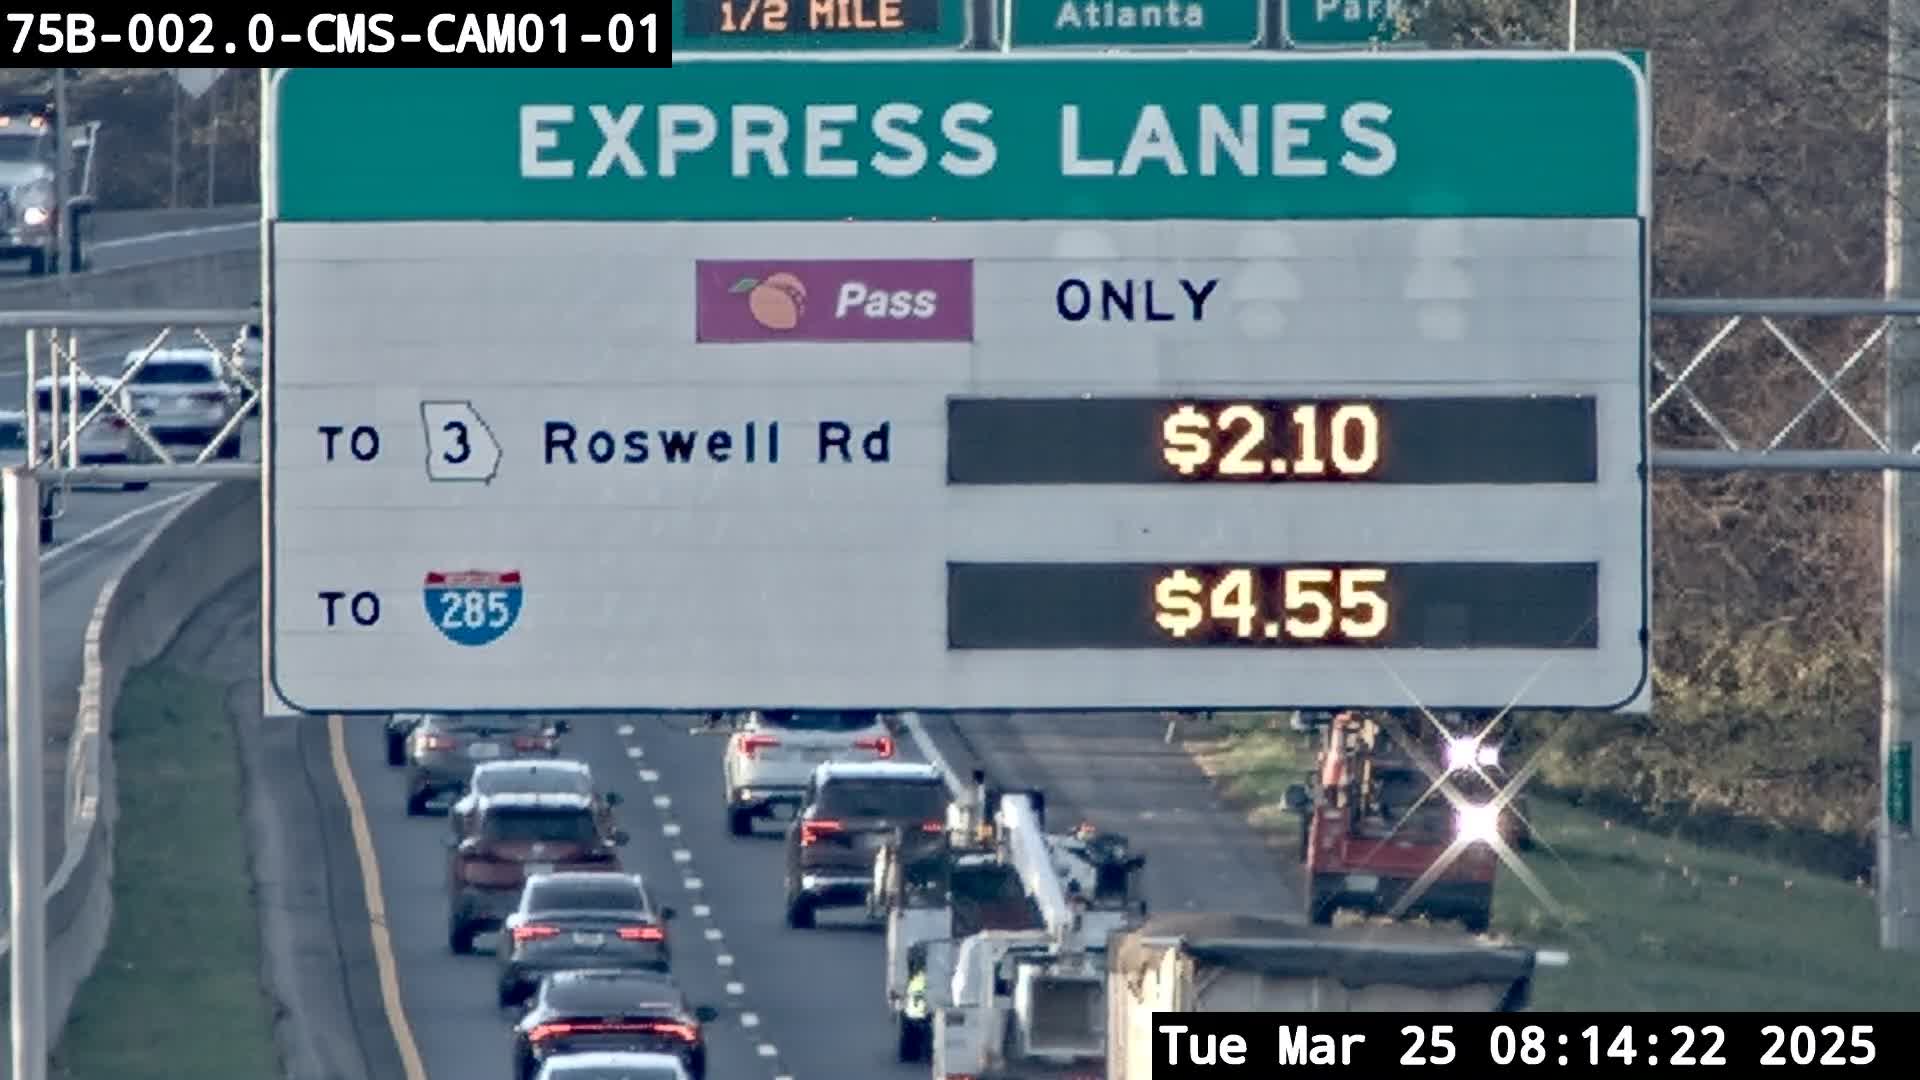 75B-002.0-CMS-CAM01-01
1/2 MILE
Atlanta
EXPRESS LANES
Pass ONLY
TO 3 Roswell Rd $2.10
TO 285 $4.55
Tue Mar 25 08:14:22 2025